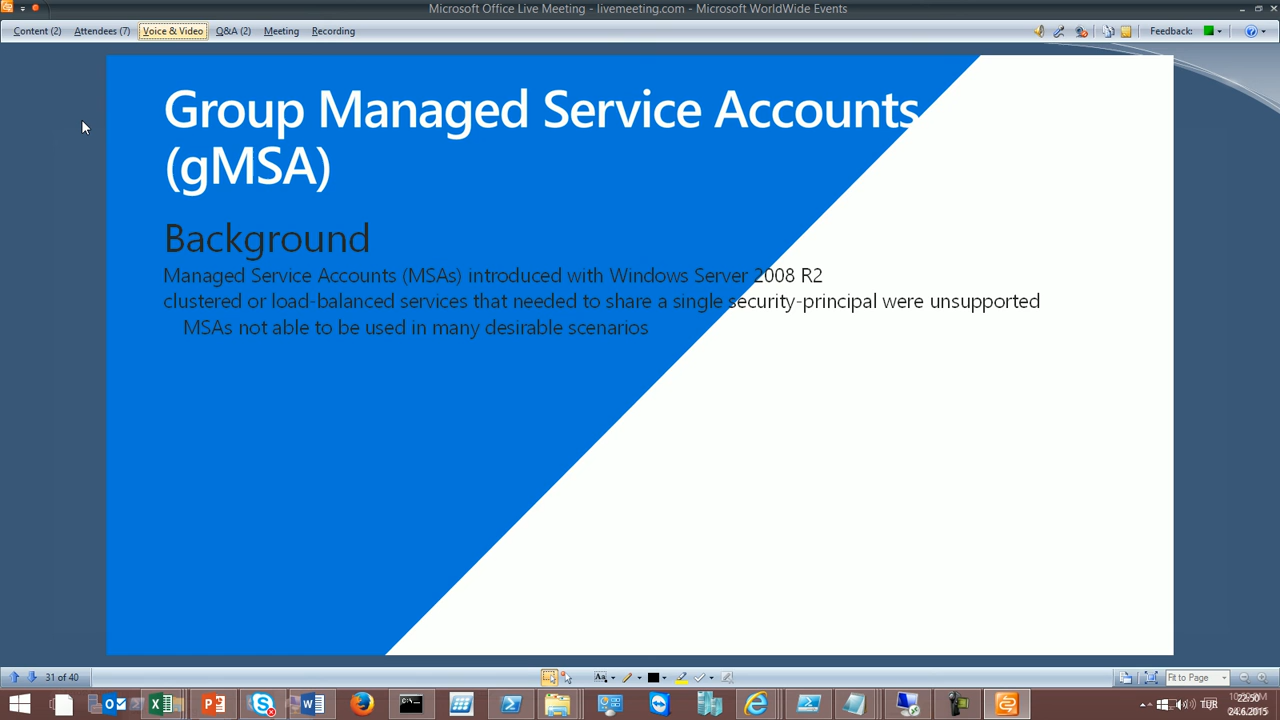 Microsoft Office Live Meeting - livemeeting.com - Microsoft WorldWide Events
Content (2) Attendees (7) Voice & Video Q&A (2) Meeting Recording Feedback:
Group Managed Service Accounts
(gMSA)
Background
Managed Service Accounts (MSAs) introduced with Windows Server 2008 R2
clustered or load-balanced services that needed to share a single security-principal were unsupported
MSAs not able to be used in many desirable scenarios
31 of 40 Aa Fit to Page
TUR 22:50
24.6.2015